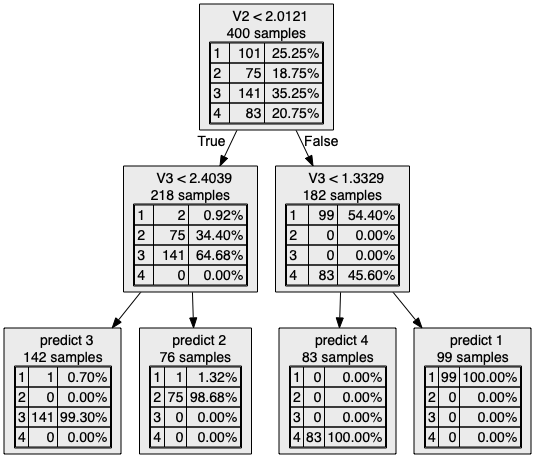 V2 < 2.0121
400 samples
1 101 25.25%
2 75 18.75%
3 141 35.25%
4 83 20.75%
True False
V3 < 2.4039
218 samples
1 2 0.92%
2 75 34.40%
3 141 64.68%
4 0 0.00%
V3 < 1.3329
182 samples
1 99 54.40%
2 0 0.00%
3 0 0.00%
4 83 45.60%
predict 3
142 samples
1 1 0.70%
2 0 0.00%
3 141 99.30%
4 0 0.00%
predict 2
76 samples
1 1 1.32%
2 75 98.68%
3 0 0.00%
4 0 0.00%
predict 4
83 samples
1 0 0.00%
2 0 0.00%
3 0 0.00%
4 83 100.00%
predict 1
99 samples
1 99 100.00%
2 0 0.00%
3 0 0.00%
4 0 0.00%